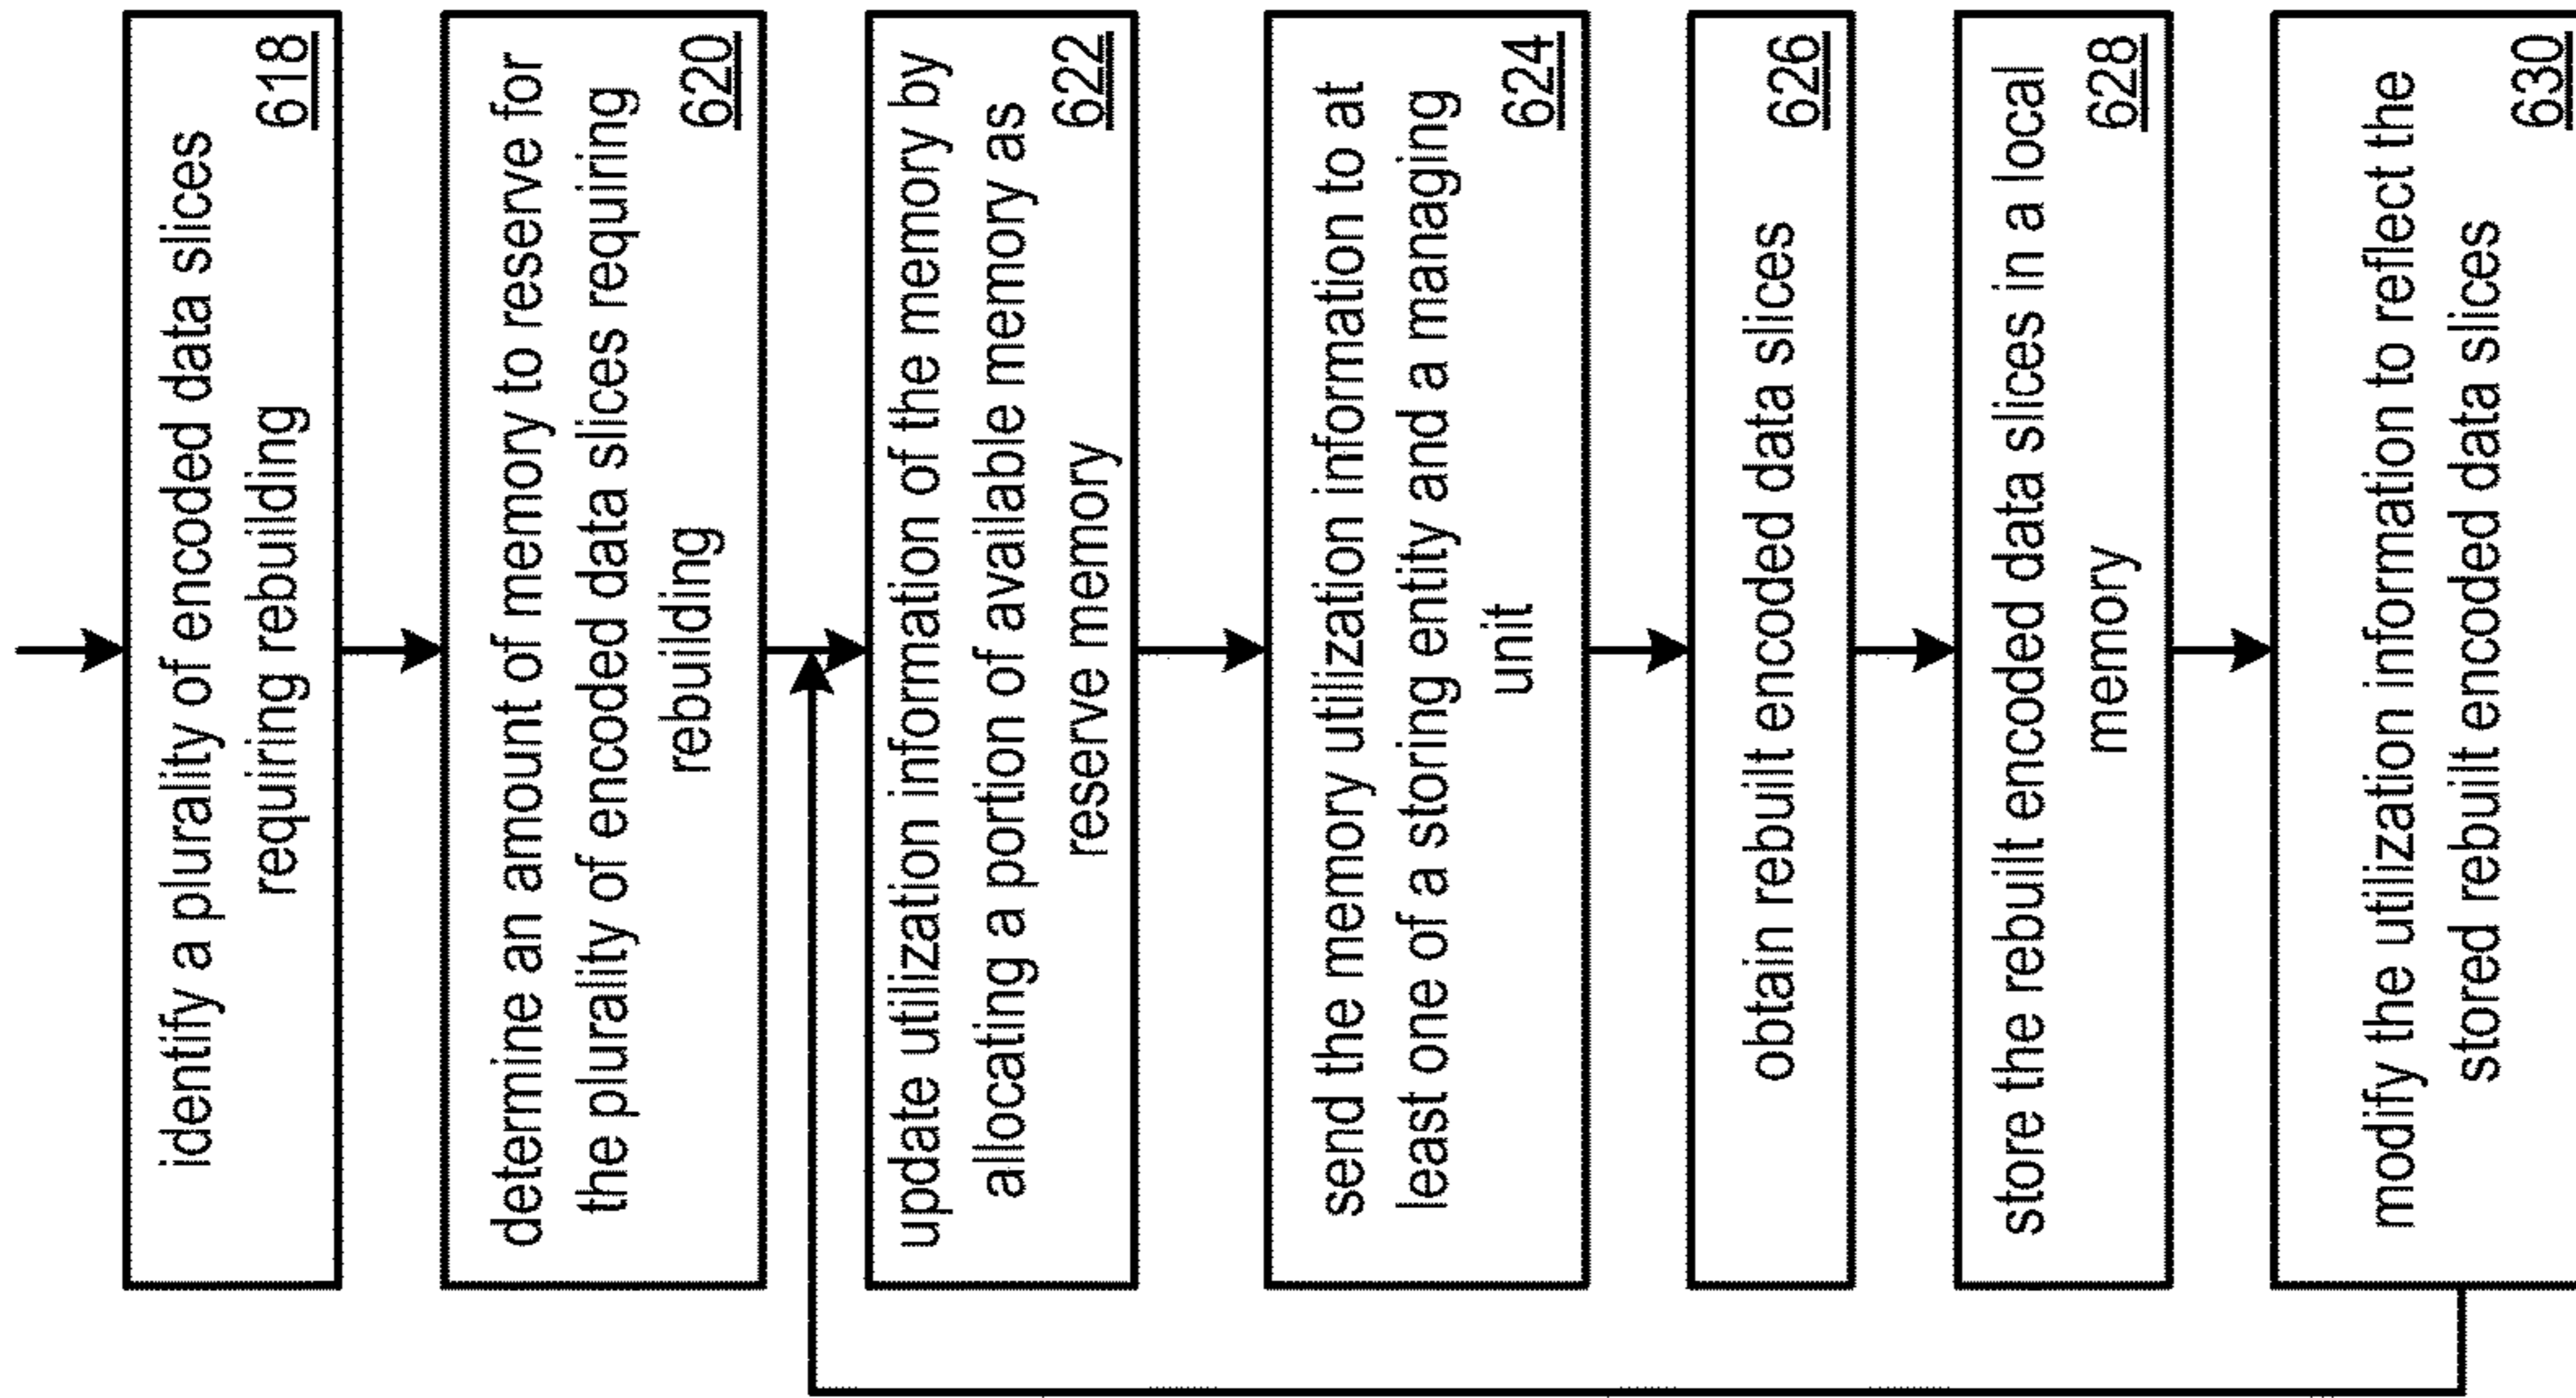 identify a plurality of encoded data slices
requiring rebuilding
618
determine an amount of memory to reserve for
the plurality of encoded data slices requiring
rebuilding
620
update utilization information of the memory by
allocating a portion of available memory as
reserve memory
622
send the memory utilization information to at
least one of a storing entity and a managing
unit
624
obtain rebuilt encoded data slices
626
store the rebuilt encoded data slices in a local
memory
628
modify the utilization information to reflect the
stored rebuilt encoded data slices
630